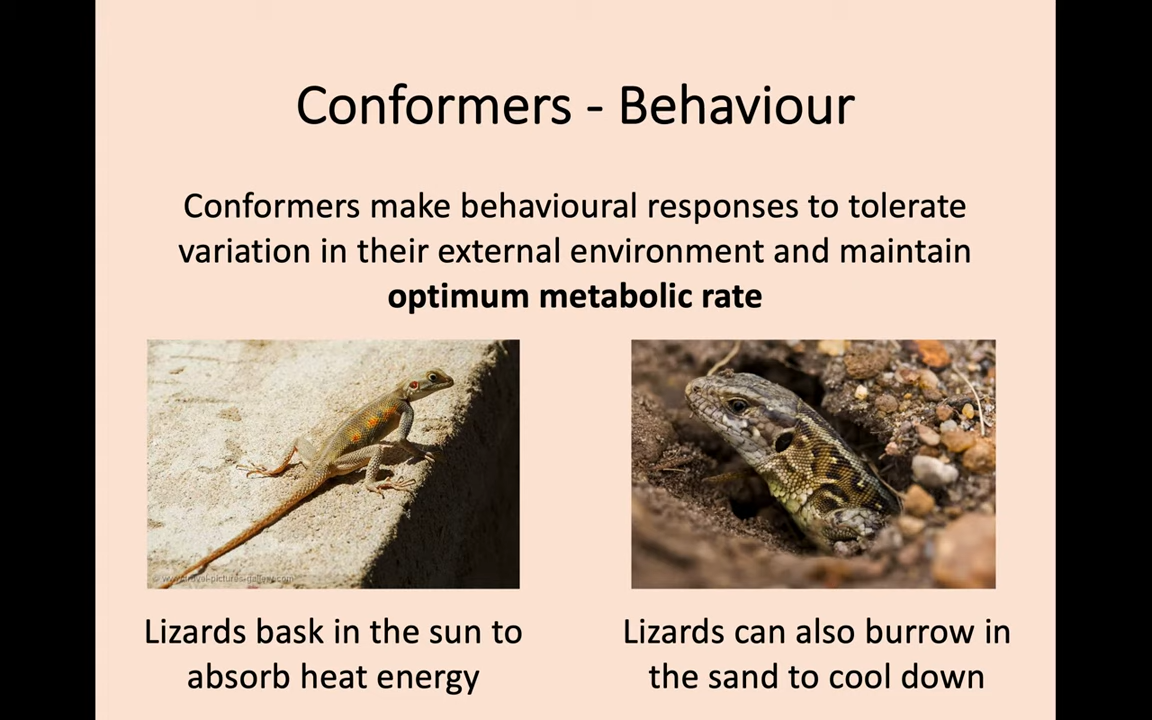 Conformers - Behaviour
Conformers make behavioural responses to tolerate
variation in their external environment and maintain
optimum metabolic rate
Lizards bask in the sun to
absorb heat energy
Lizards can also burrow in
the sand to cool down